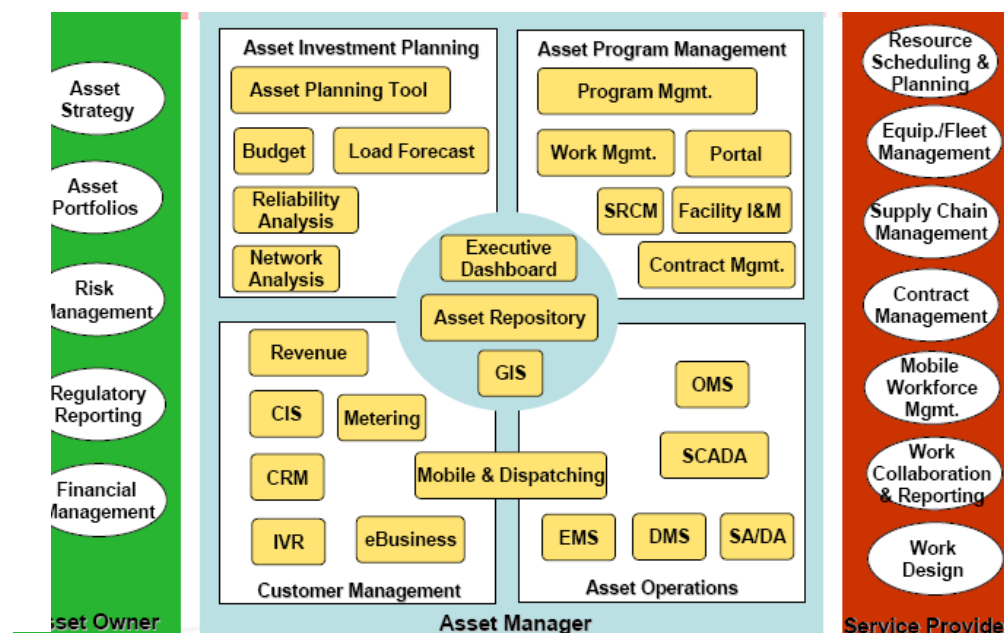 Asset
Strategy
Asset
Portfolios
Risk
Management
Regulatory
Reporting
Financial
Management
sset Owner
Asset Investment Planning
Asset Planning Tool
Budget
Load Forecast
Reliability
Analysis
Network
Analysis
Asset Program Management
Program Mgmt.
Work Mgmt.
Portal
SRCM
Facility I&M
Contract Mgmt.
Executive
Dashboard
Asset Repository
GIS
Revenue
CIS
Metering
CRM
Mobile & Dispatching
IVR
eBusiness
Customer Management
OMS
SCADA
EMS
DMS
SA/DA
Asset Operations
Asset Manager
Resource
Scheduling &
Planning
Equip./Fleet
Management
Supply Chain
Management
Contract
Management
Mobile
Workforce
Mgmt.
Work
Collaboration
& Reporting
Work
Design
Service Provide